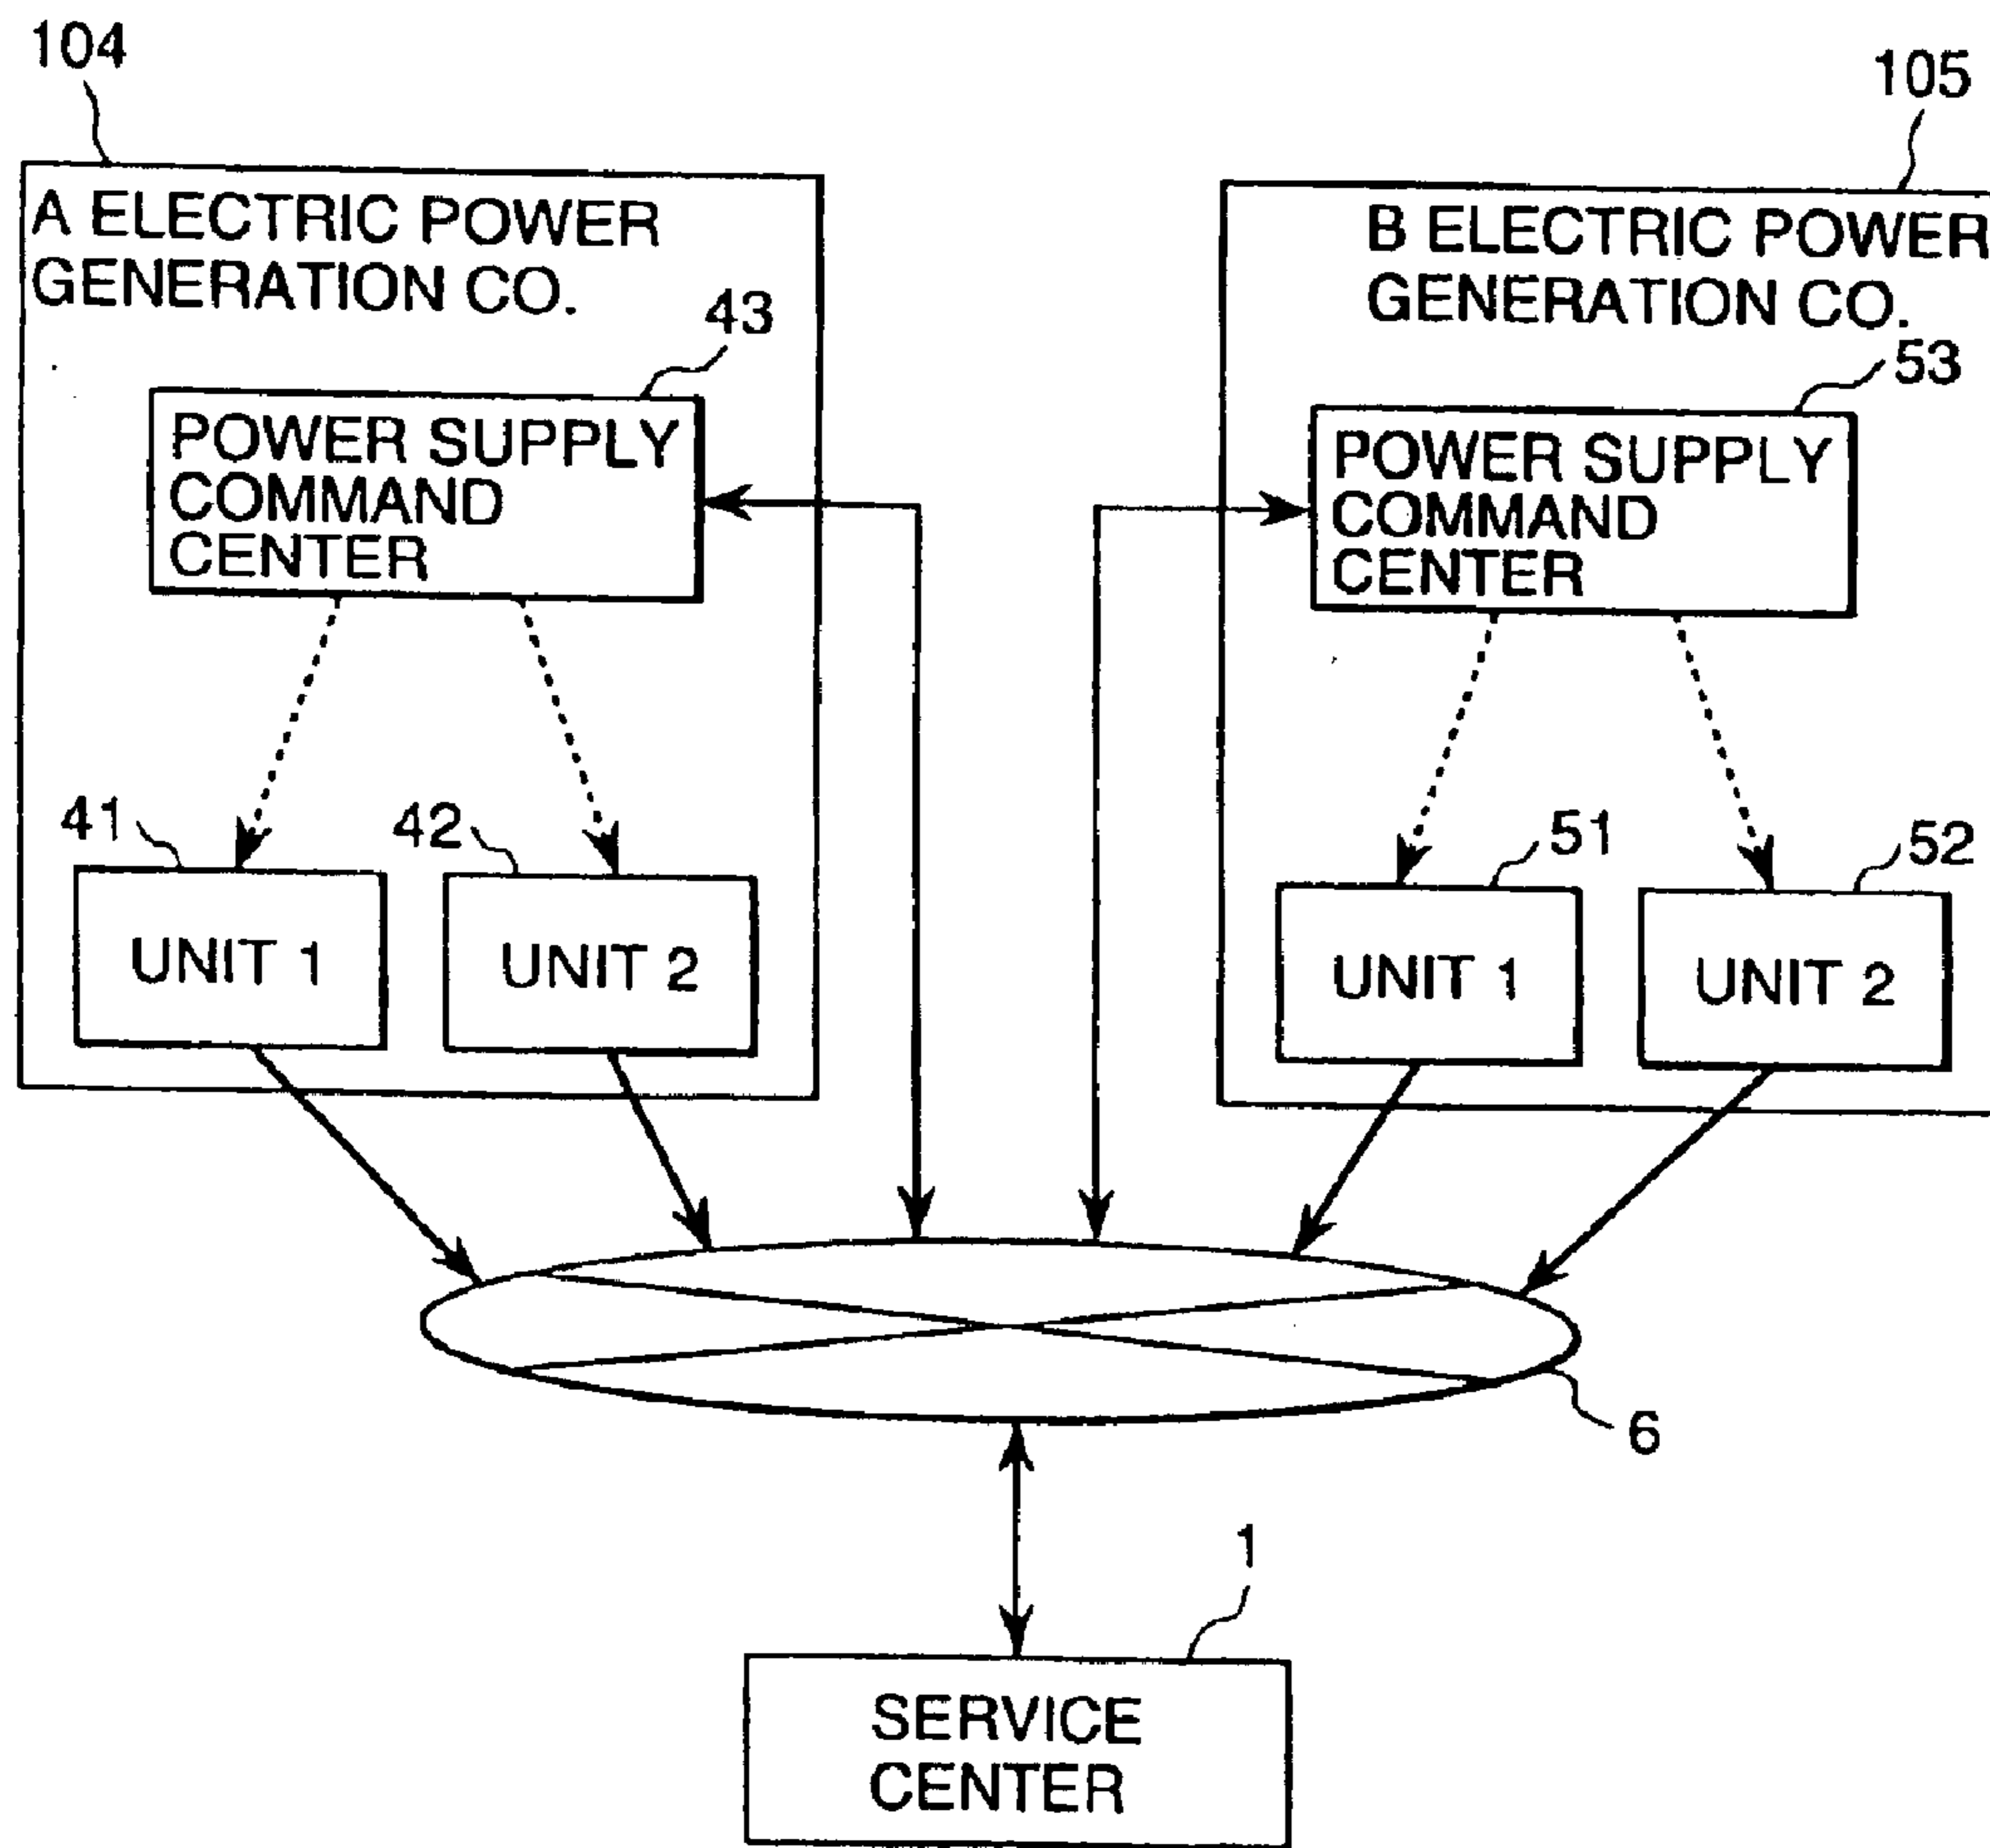 104
105
A ELECTRIC POWER
GENERATION CO.
B ELECTRIC POWER
GENERATION CO.
43
53
POWER SUPPLY
COMMAND
CENTER
POWER SUPPLY
COMMAND
CENTER
41
42
51
52
UNIT 1
UNIT 2
UNIT 1
UNIT 2
6
1
SERVICE
CENTER